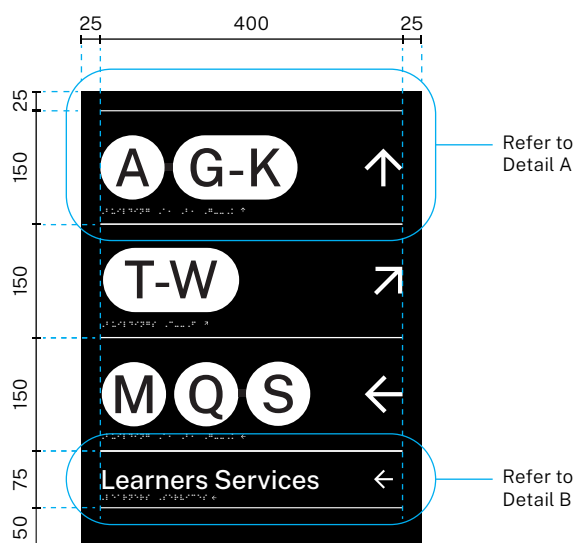 25 400 25
25
A G-K ↑
Refer to
Detail A
150
T-W ↗
150
M Q S ←
150
Learners Services ←
Refer to
Detail B
75
50